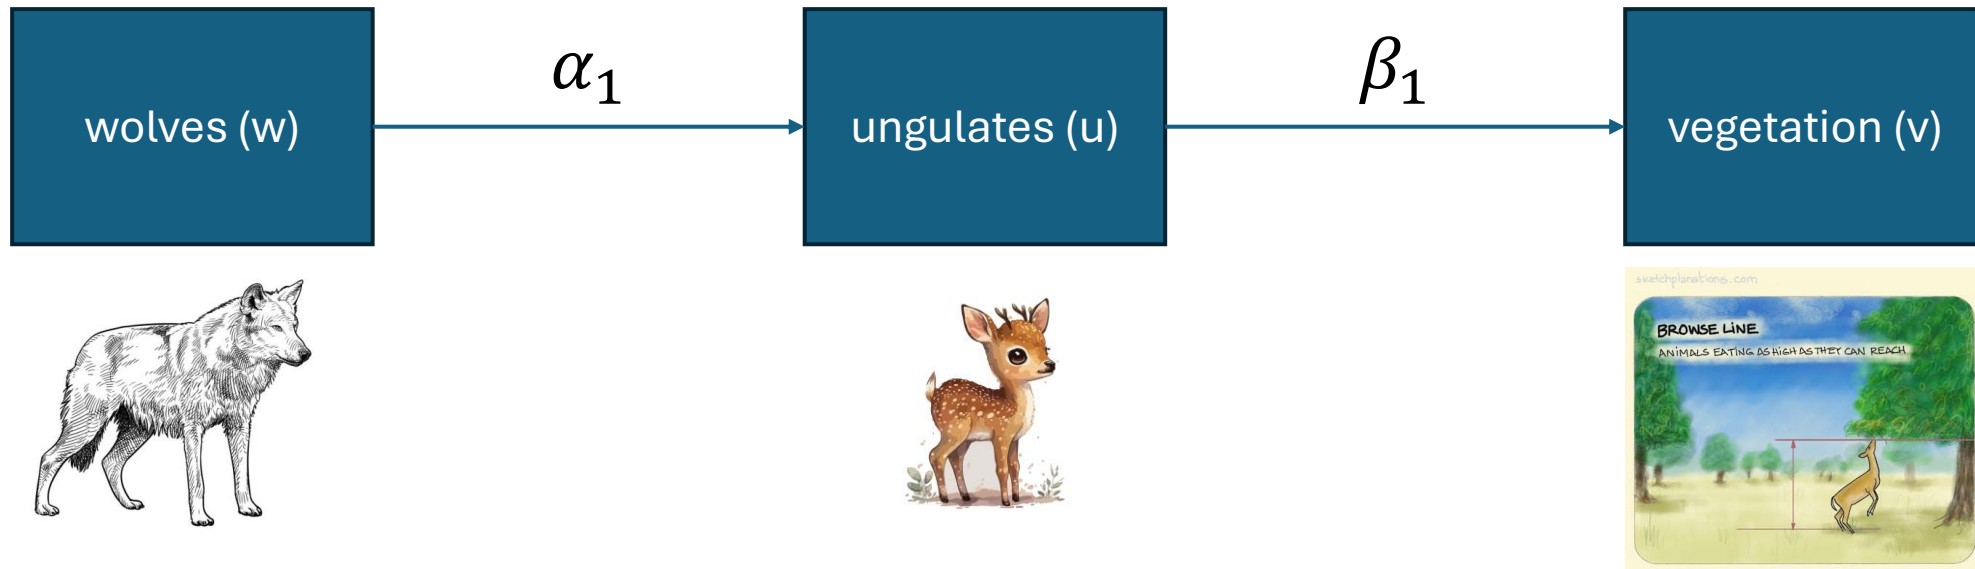 wolves (w)
α₁
ungulates (u)
β₁
vegetation (v)
sketchplanations.com
BROWSE LINE
ANIMALS EATING AS HIGH AS THEY CAN REACH